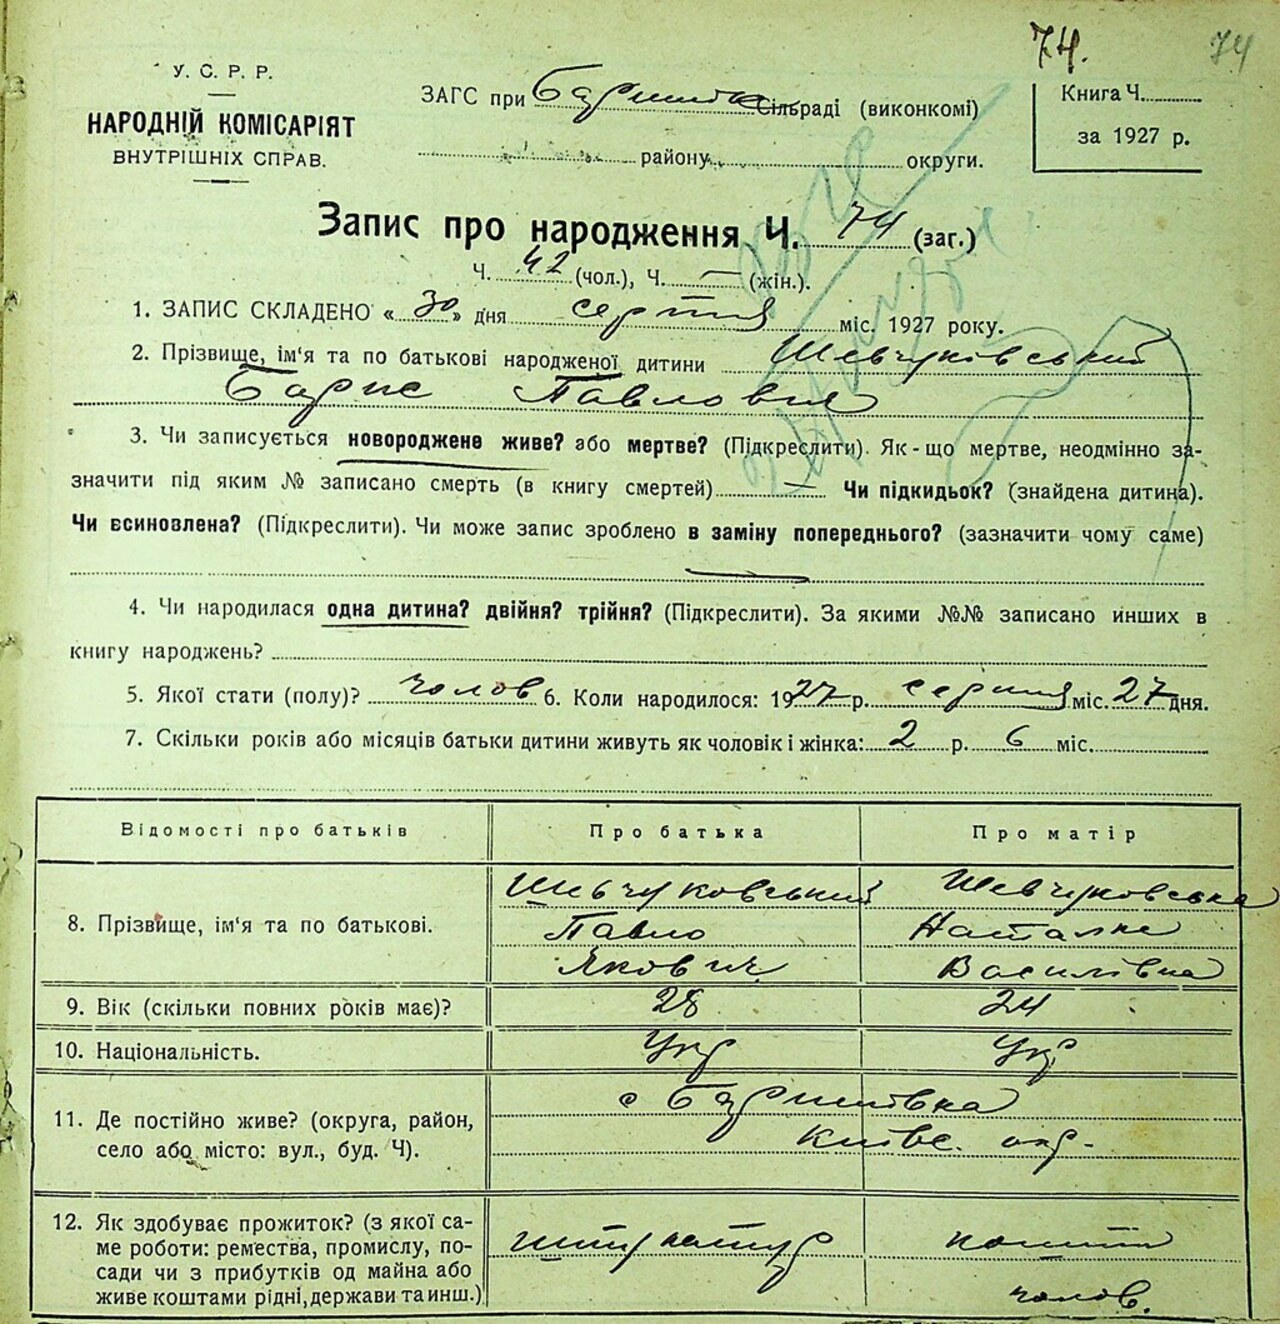 74. 74
У. С. Р. Р.
НАРОДНІЙ КОМІСАРІЯТ
ВНУТРІШНІХ СПРАВ.
ЗАГС при Баришівськ Сільраді (виконкомі)
району, округи.
Книга Ч.
за 1927 р.
Запис про народження Ч. 74 (заг.)
Ч. 42 (чол.), Ч. — (жін.).
1. ЗАПИС СКЛАДЕНО « 30 » дня серпня міс. 1927 року.
2. Прізвище, ім'я та по батькові народженої дитини Шевчуковський
Барис Павлович
3. Чи записується новороджене живе? або мертве? (Підкреслити). Як-що мертве, неодмінно за-
значити під яким № записано смерть (в книгу смертей) — Чи підкидьок? (знайдена дитина).
Чи всиновлена? (Підкреслити). Чи може запис зроблено в заміну попереднього? (зазначити чому саме)
—
4. Чи народилася одна дитина? двійня? трійня? (Підкреслити). За якими №№ записано инших в
книгу народжень?
5. Якої стати (полу)? чолов 6. Коли народилося: 1927 р. серпня міс. 27 дня.
7. Скільки років або місяців батьки дитини живуть як чоловік і жінка: 2 р. 6 міс.
Відомості про батьків Про батька Про матір
8. Прізвище, ім'я та по батькові. Шевчуковський Шевчуковська
Павло Наталка
Якович Василівна
9. Вік (скільки повних років має)? 28 24
10. Національність. Укр Укр
11. Де постійно живе? (округа, район,
село або місто: вул., буд. Ч).
с Баришівка
Київс. окр.
12. Як здобуває прожиток? (з якої са-
ме роботи: ремества, промислу, по-
сади чи з прибутків од майна або
живе коштами рідні, держави та инш.)
штукатур кошти
чолов.